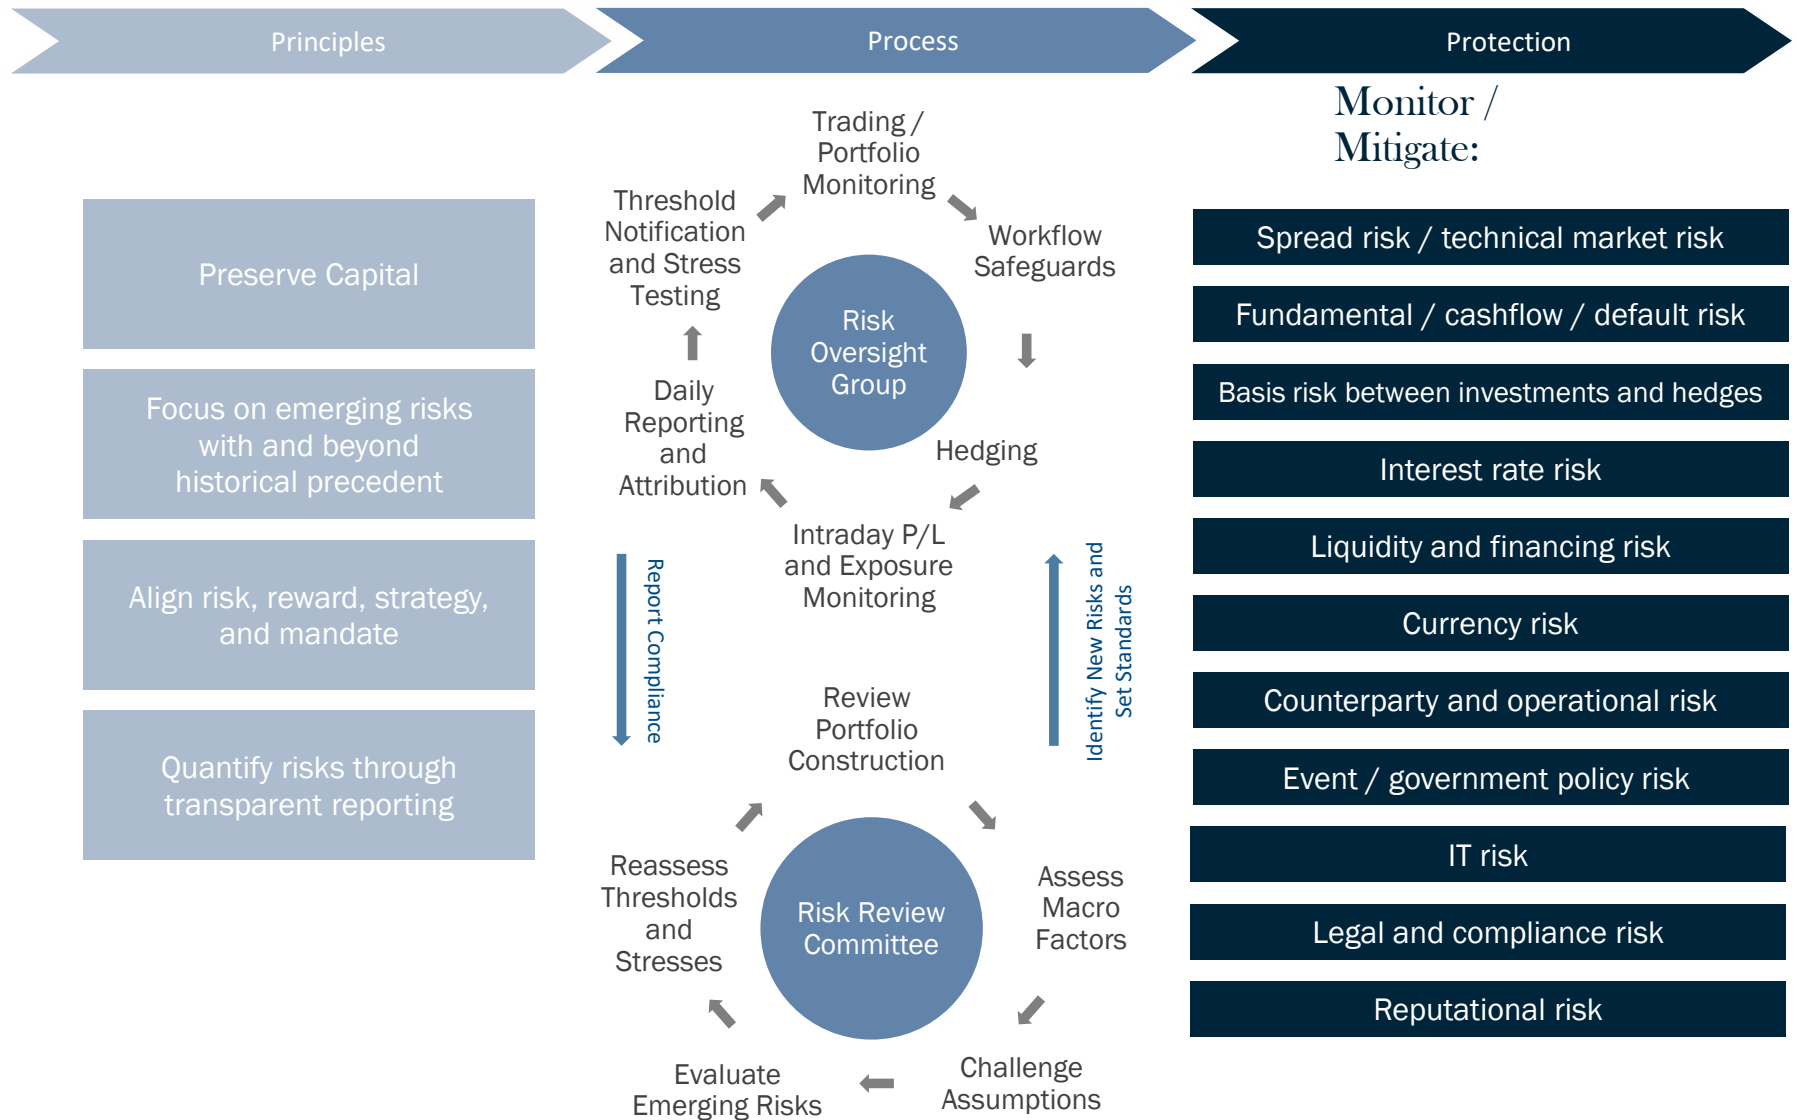 Principles
Process
Protection
Preserve Capital
Focus on emerging risks
with and beyond
historical precedent
Align risk, reward, strategy,
and mandate
Quantify risks through
transparent reporting
Trading /
Portfolio
Monitoring
Workflow
Safeguards
Hedging
Intraday P/L
and Exposure
Monitoring
Daily
Reporting
and
Attribution
Threshold
Notification
and Stress
Testing
Risk
Oversight
Group
Report Compliance
Identify New Risks and
Set Standards
Review
Portfolio
Construction
Assess
Macro
Factors
Challenge
Assumptions
Evaluate
Emerging Risks
Reassess
Thresholds
and
Stresses
Risk Review
Committee
Monitor /
Mitigate:
Spread risk / technical market risk
Fundamental / cashflow / default risk
Basis risk between investments and hedges
Interest rate risk
Liquidity and financing risk
Currency risk
Counterparty and operational risk
Event / government policy risk
IT risk
Legal and compliance risk
Reputational risk